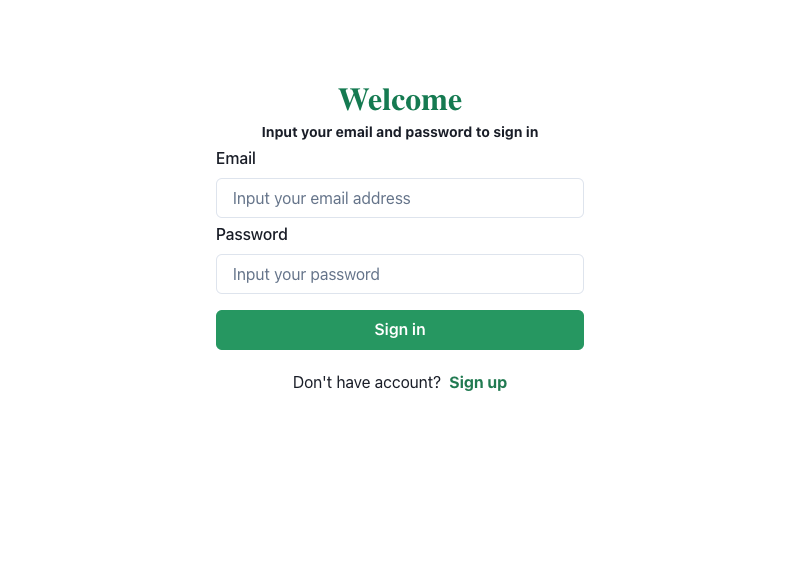 Welcome
Input your email and password to sign in
Email
Input your email address
Password
Input your password
Sign in
Don't have account? Sign up